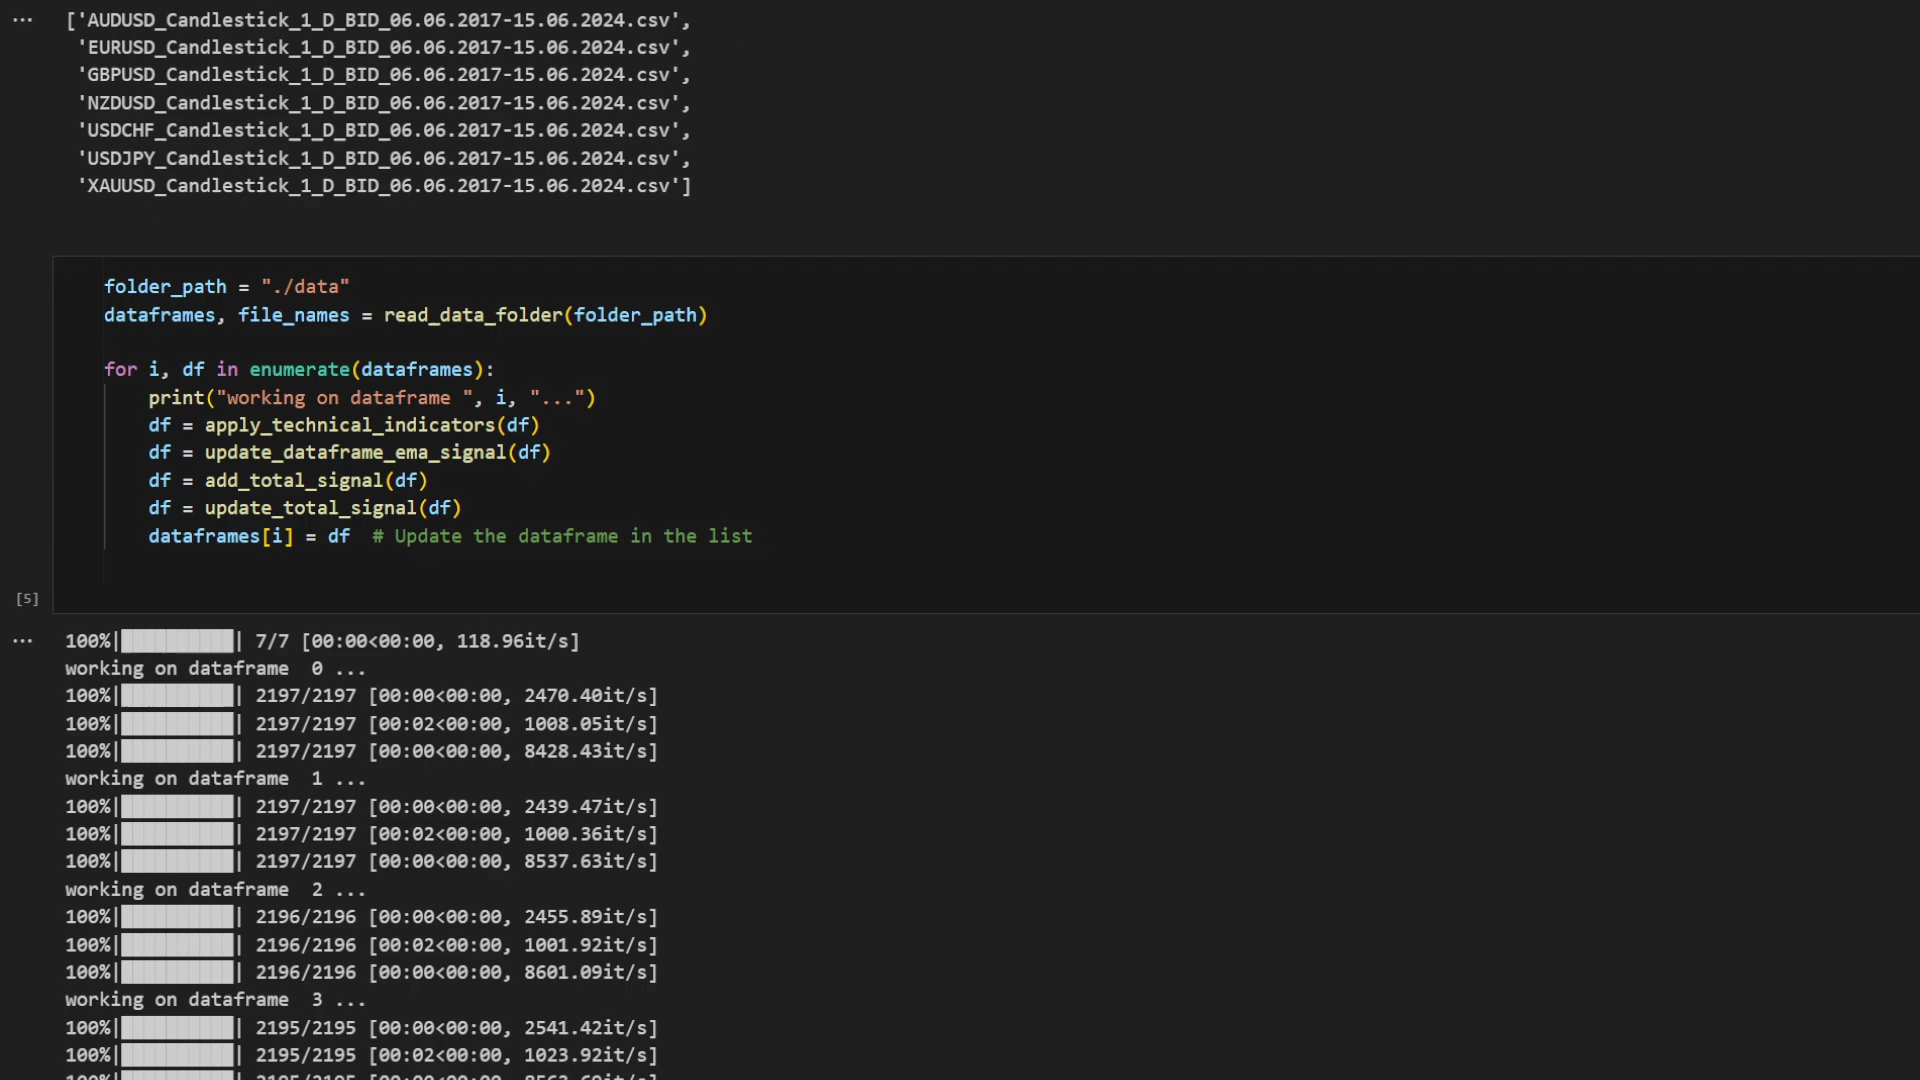 ['AUDUSD_Candlestick_1_D_BID_06.06.2017-15.06.2024.csv',
'EURUSD_Candlestick_1_D_BID_06.06.2017-15.06.2024.csv',
'GBPUSD_Candlestick_1_D_BID_06.06.2017-15.06.2024.csv',
'NZDUSD_Candlestick_1_D_BID_06.06.2017-15.06.2024.csv',
'USDCHF_Candlestick_1_D_BID_06.06.2017-15.06.2024.csv',
'USDJPY_Candlestick_1_D_BID_06.06.2017-15.06.2024.csv',
'XAUUSD_Candlestick_1_D_BID_06.06.2017-15.06.2024.csv']
folder_path = "./data"
dataframes, file_names = read_data_folder(folder_path)
for i, df in enumerate(dataframes):
print("working on dataframe ", i, "...")
df = apply_technical_indicators(df)
df = update_dataframe_ema_signal(df)
df = add_total_signal(df)
df = update_total_signal(df)
dataframes[i] = df  # Update the dataframe in the list
[5]
100%|██████████| 7/7 [00:00<00:00, 118.96it/s]
working on dataframe  0 ...
100%|██████████| 2197/2197 [00:00<00:00, 2470.40it/s]
100%|██████████| 2197/2197 [00:02<00:00, 1008.05it/s]
100%|██████████| 2197/2197 [00:00<00:00, 8428.43it/s]
working on dataframe  1 ...
100%|██████████| 2197/2197 [00:00<00:00, 2439.47it/s]
100%|██████████| 2197/2197 [00:02<00:00, 1000.36it/s]
100%|██████████| 2197/2197 [00:00<00:00, 8537.63it/s]
working on dataframe  2 ...
100%|██████████| 2196/2196 [00:00<00:00, 2455.89it/s]
100%|██████████| 2196/2196 [00:02<00:00, 1001.92it/s]
100%|██████████| 2196/2196 [00:00<00:00, 8601.09it/s]
working on dataframe  3 ...
100%|██████████| 2195/2195 [00:00<00:00, 2541.42it/s]
100%|██████████| 2195/2195 [00:02<00:00, 1023.92it/s]